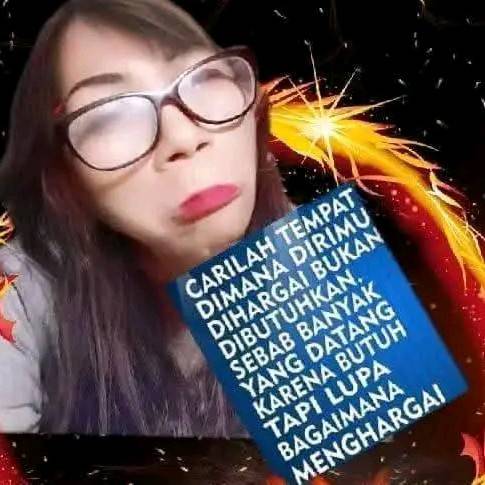 CARILAH TEMPAT
DIMANA DIRIMU
DIHARGAI BUKAN
DIBUTUHKAN,
SEBAB BANYAK
YANG DATANG
KARENA BUTUH
TAPI LUPA
BAGAIMANA
MENGHARGAI